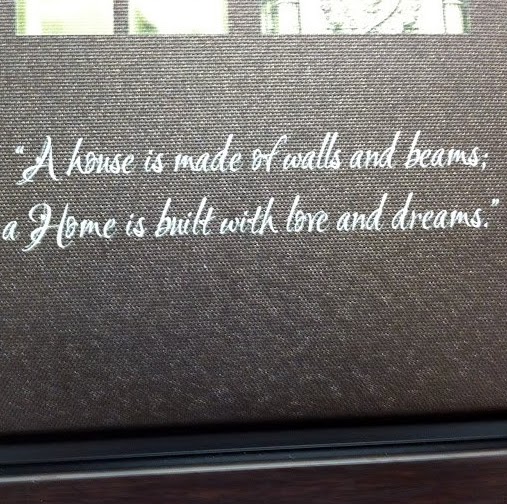 “A house is made of walls and beams;
a Home is built with love and dreams.”